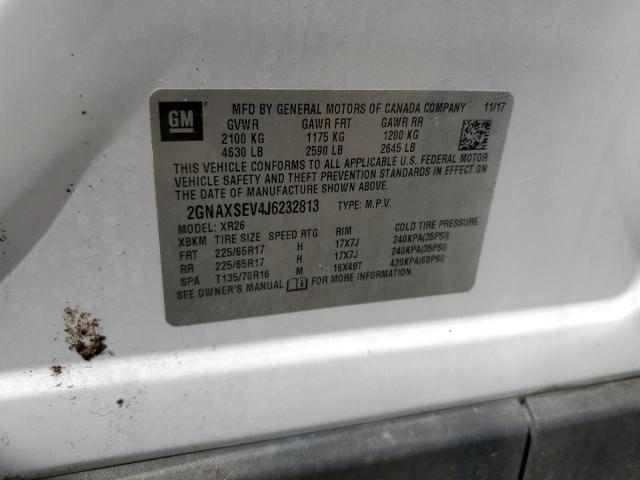 GM
MFD BY GENERAL MOTORS OF CANADA COMPANY 11/17
GVWR GAWR FRT GAWR RR
2100 KG 1175 KG 1200 KG
4630 LB 2590 LB 2645 LB
THIS VEHICLE CONFORMS TO ALL APPLICABLE U.S. FEDERAL MOTOR
VEHICLE SAFETY AND THEFT PREVENTION STANDARDS IN EFFECT ON
THE DATE OF MANUFACTURE SHOWN ABOVE.
2GNAXSEV4J6232813 TYPE: M.P.V.
MODEL: XR26
XBKM TIRE SIZE SPEED RTG RIM COLD TIRE PRESSURE
FRT 225/65R17 H 17X7J 240KPA(35PSI)
RR 225/65R17 H 17X7J 240KPA(35PSI)
SPA T135/70R16 M 16X4BT 420KPA(60PSI)
SEE OWNER'S MANUAL FOR MORE INFORMATION.